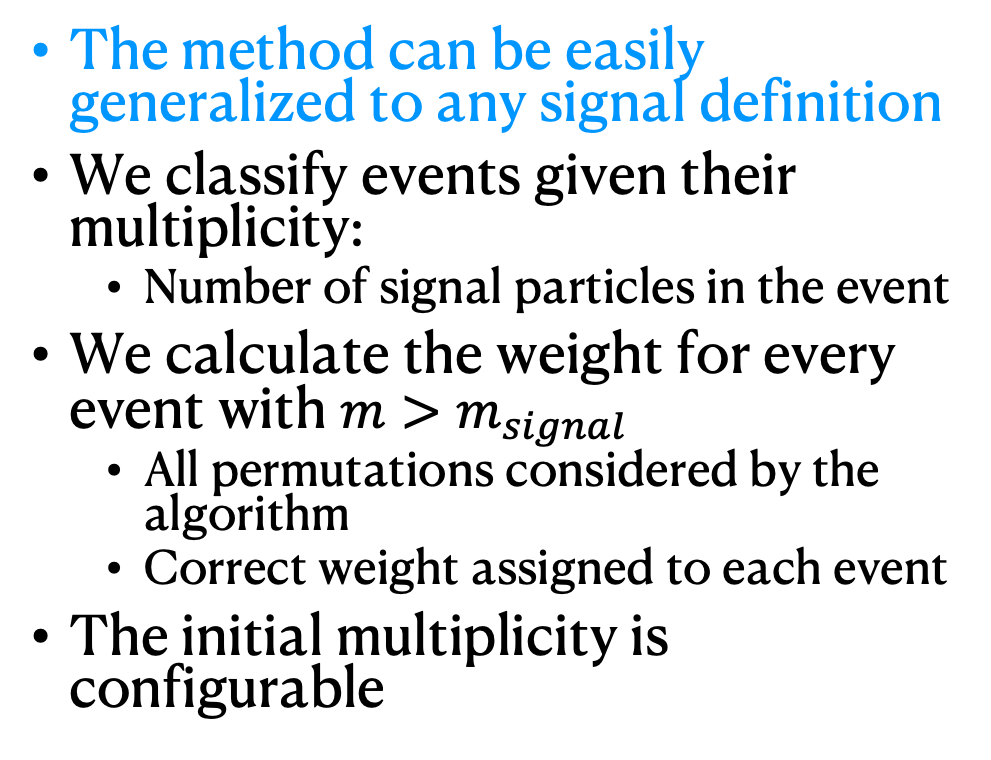 • The method can be easily
generalized to any signal definition
• We classify events given their
multiplicity:
• Number of signal particles in the event
• We calculate the weight for every
event with m > m_signal
• All permutations considered by the
algorithm
• Correct weight assigned to each event
• The initial multiplicity is
configurable